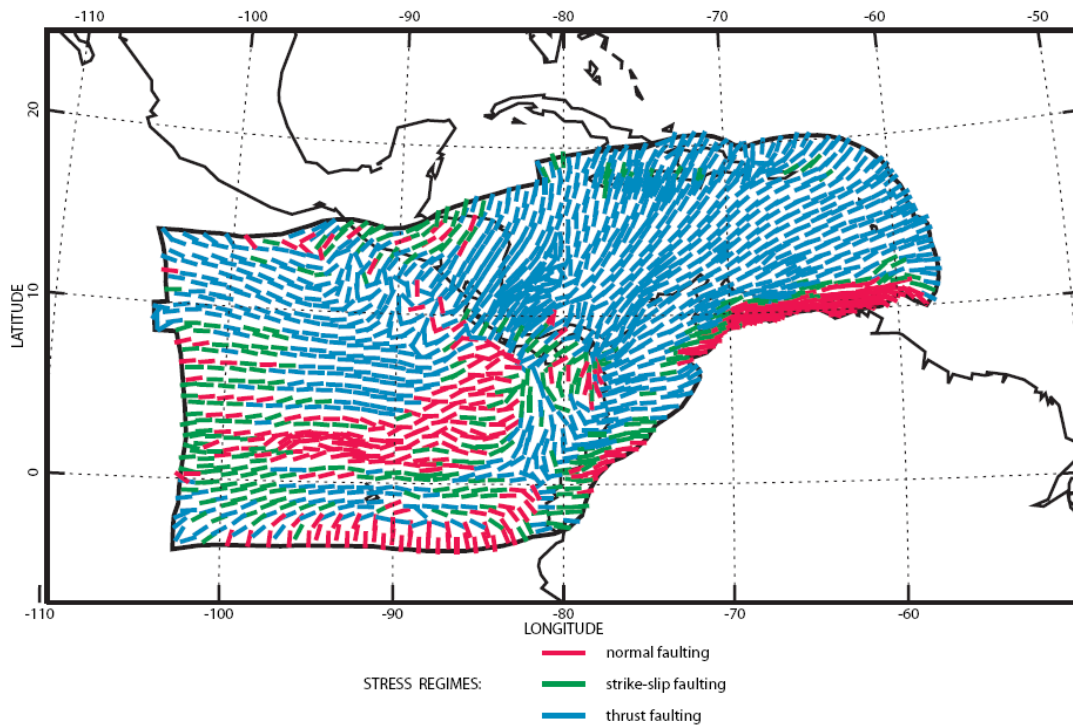 -110 -100 -90 -80 -70 -60 -50
20
10
0
LATITUDE
-110 -100 -90 -80 -70 -60
LONGITUDE
normal faulting
STRESS REGIMES: strike-slip faulting
thrust faulting